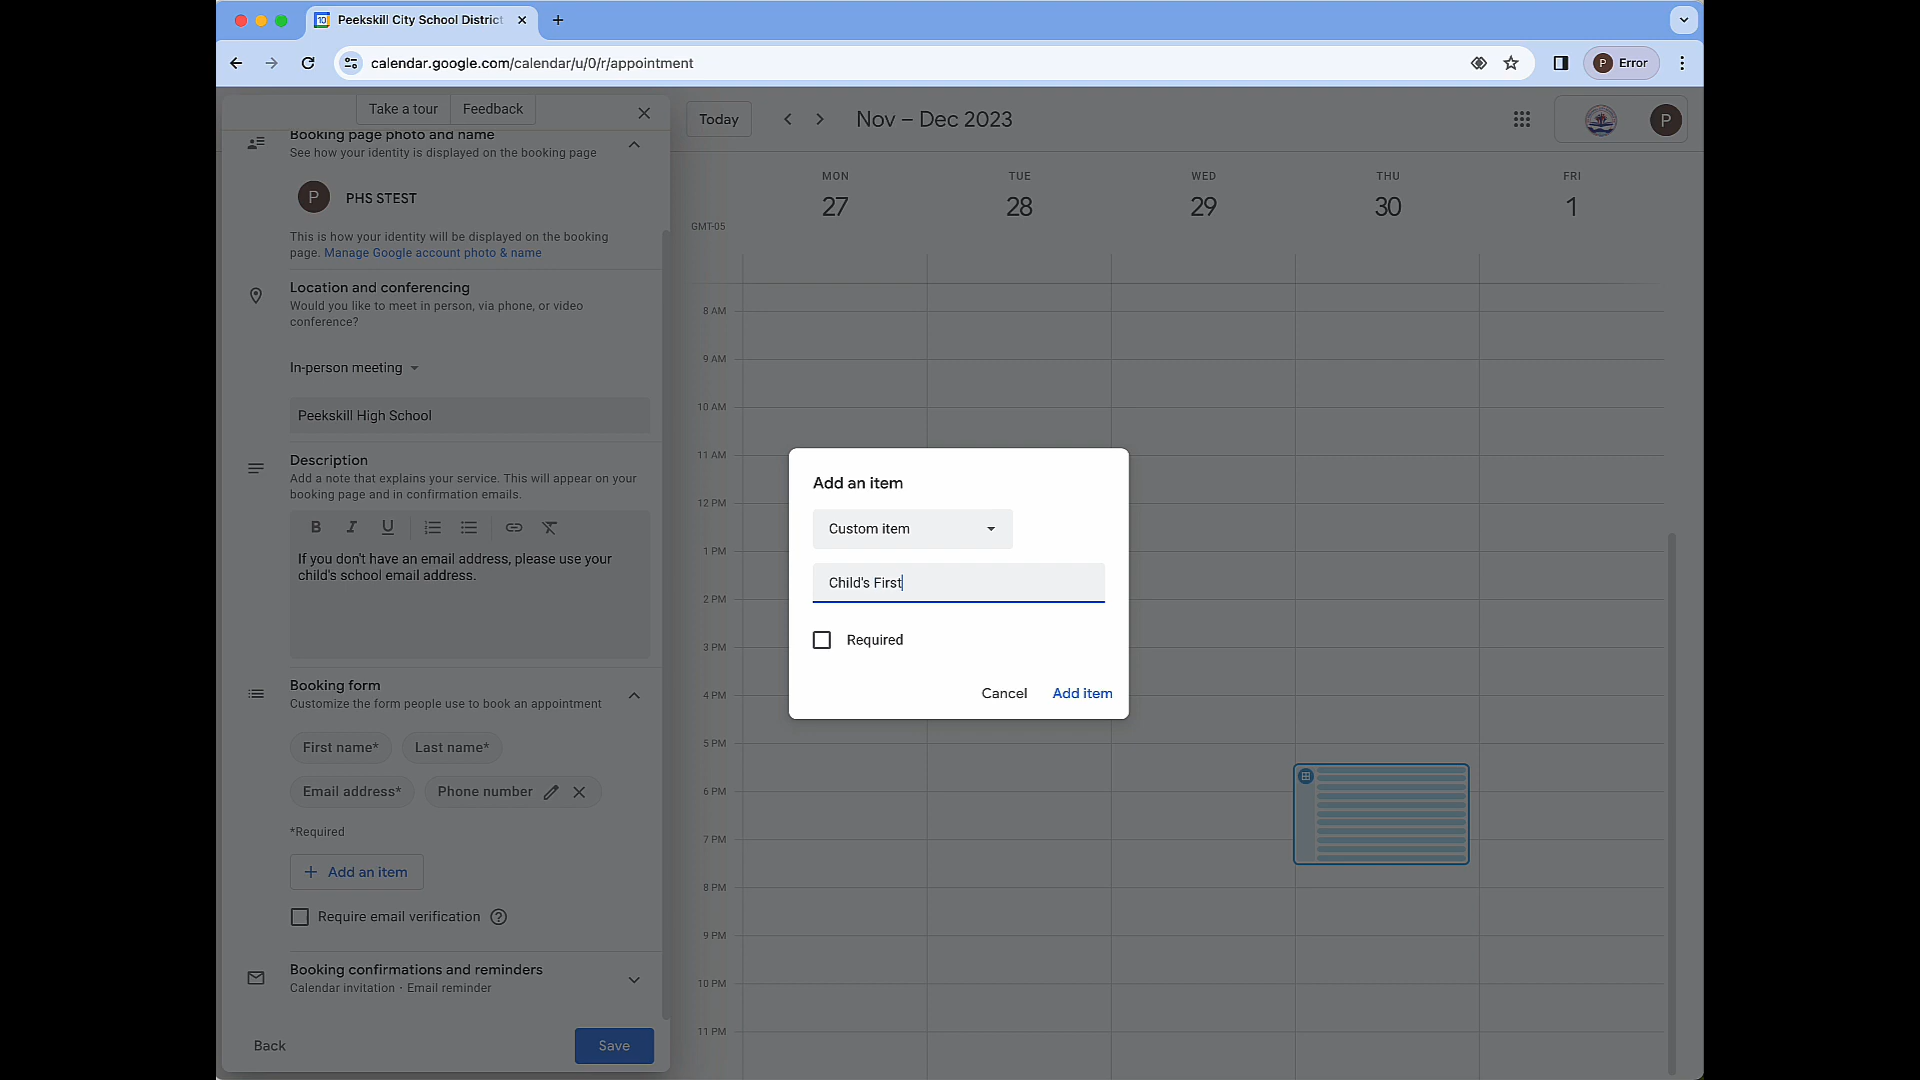 Peekskill City School District
calendar.google.com/calendar/u/0/r/appointment
P Error
Take a tour
Feedback
Booking page photo and name
See how your identity is displayed on the booking page
P
PHS STEST
This is how your identity will be displayed on the booking
page. Manage Google account photo & name
Location and conferencing
Would you like to meet in person, via phone, or video
conference?
In-person meeting
Peekskill High School
Description
Add a note that explains your service. This will appear on your
booking page and in confirmation emails.
B I U
If you don't have an email address, please use your
child's school email address.
Booking form
Customize the form people use to book an appointment
First name* Last name*
Email address* Phone number
*Required
+ Add an item
Require email verification
Booking confirmations and reminders
Calendar invitation · Email reminder
Back
Save
Today
Nov – Dec 2023
P
MON TUE WED THU FRI
27 28 29 30 1
GMT-05
8 AM
9 AM
10 AM
11 AM
12 PM
1 PM
2 PM
3 PM
4 PM
5 PM
6 PM
7 PM
8 PM
9 PM
10 PM
11 PM
Add an item
Custom item
Child's First
Required
Cancel Add item